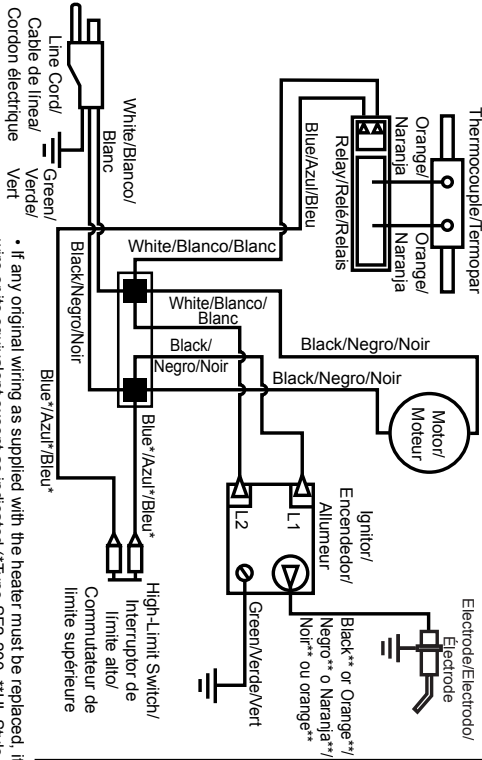 Thermocouple/Termopar
Orange/
Naranja
Orange/
Naranja
Relay/Relé/Relais
Blue/Azul/Bleu
White/Blanco/Blanc
Motor/
Moteur
Black/Negro/Noir
Black/Negro/Noir
Electrode/Electrodo/
Électrode
Ignitor/
Encendedor/
Allumeur
L1
L2
Black** or Orange**/
Negro** o Naranja**/
Noir** ou orange**
Green/Verde/Vert
White/Blanco/
Blanc
Black/
Negro/Noir
White/Blanco/
Blanc
Line Cord/
Cable de línea/
Cordon électrique
Green/
Verde/
Vert
Black/Negro/Noir
Blue*/Azul*/Bleu*
Blue*/Azul*/Bleu*
High-Limit Switch/
Interruptor de
límite alto/
Commutateur de
limite supérieure
• If any original wiring as supplied with the heater must be replaced, it